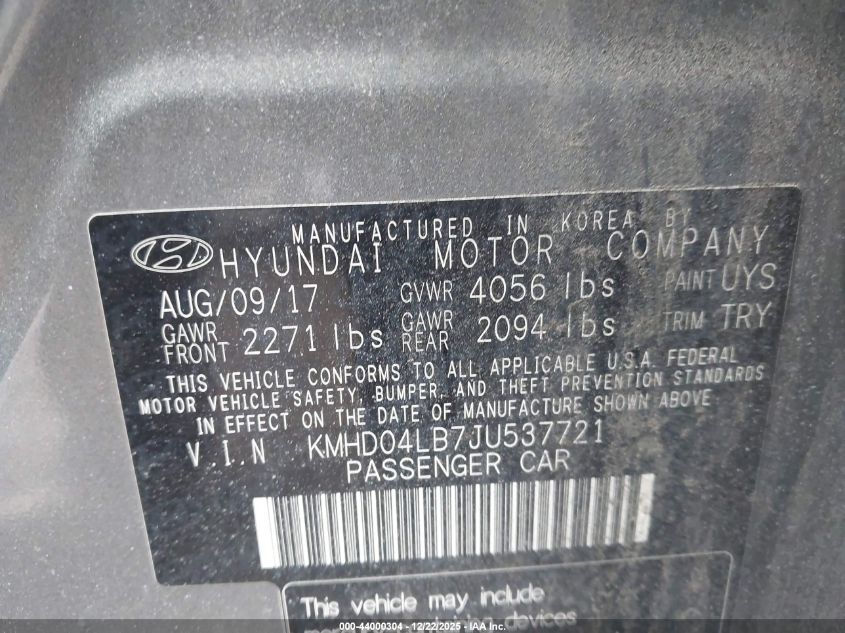 MANUFACTURED IN KOREA BY
HYUNDAI MOTOR COMPANY
AUG/09/17 GVWR 4056 lbs PAINT UYS
GAWR FRONT 2271 lbs GAWR REAR 2094 lbs TRIM TRY
THIS VEHICLE CONFORMS TO ALL APPLICABLE U.S.A. FEDERAL
MOTOR VEHICLE SAFETY, BUMPER, AND THEFT PREVENTION STANDARDS
IN EFFECT ON THE DATE OF MANUFACTURE SHOWN ABOVE
V.I.N KMHD04LB7JU537721
PASSENGER CAR
This vehicle may include
devices
000-44000304 - 12/22/2025 - IAA Inc.